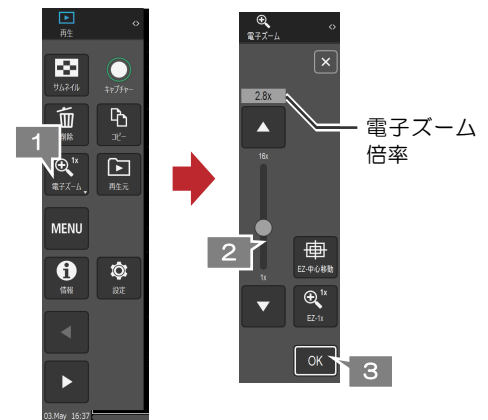 再生
サムネイル
キャプチャー
削除
コピー
1
1x
電子ズーム
再生元
MENU
情報
設定
03.May 16:37
電子ズーム
2.8x
電子ズーム
倍率
16x
2
1x
EZ-中心移動
1x
EZ-1x
OK
3